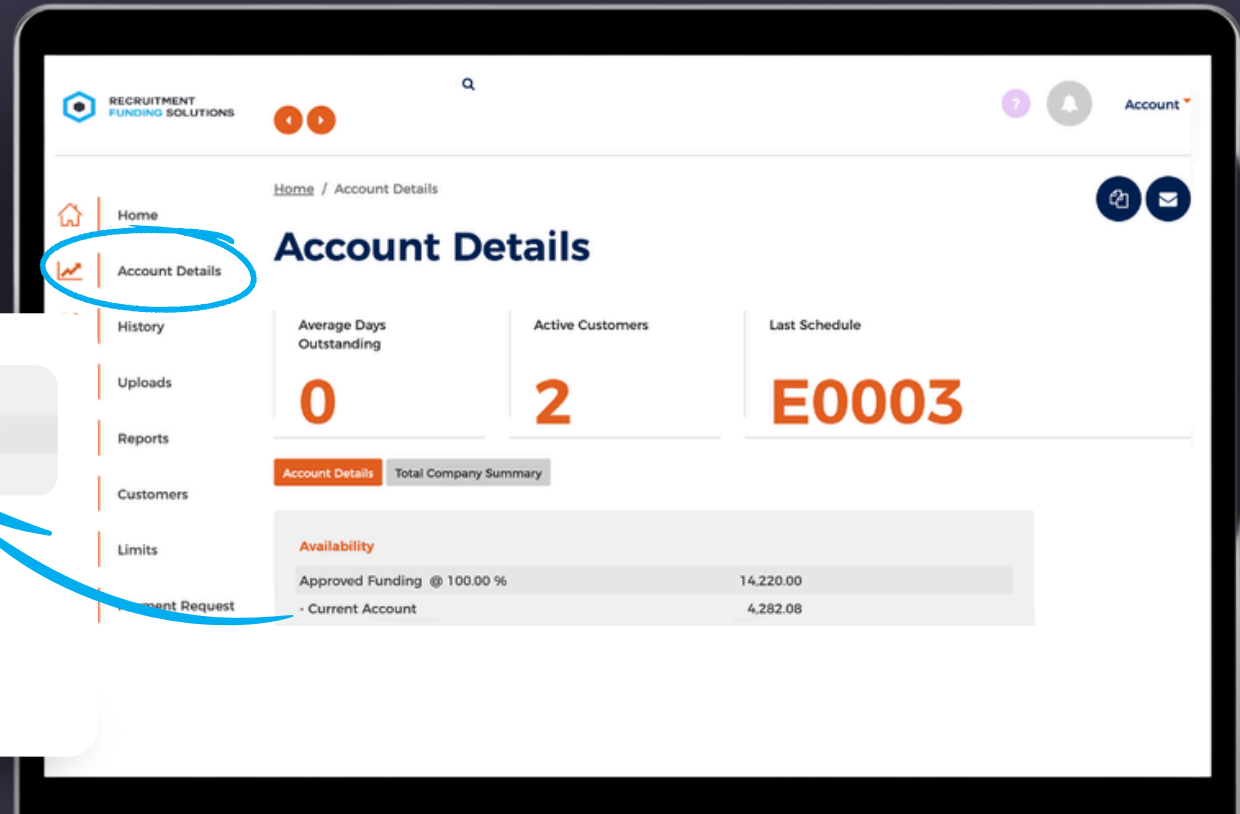 RECRUITMENT
FUNDING SOLUTIONS
?
Account
Home / Account Details
Account Details
Home
Account Details
History
Uploads
Reports
Customers
Limits
Request
Average Days
Outstanding
0
Active Customers
2
Last Schedule
E0003
Account Details
Total Company Summary
Availability
Approved Funding @ 100.00 % 14,220.00
- Current Account 4,282.08